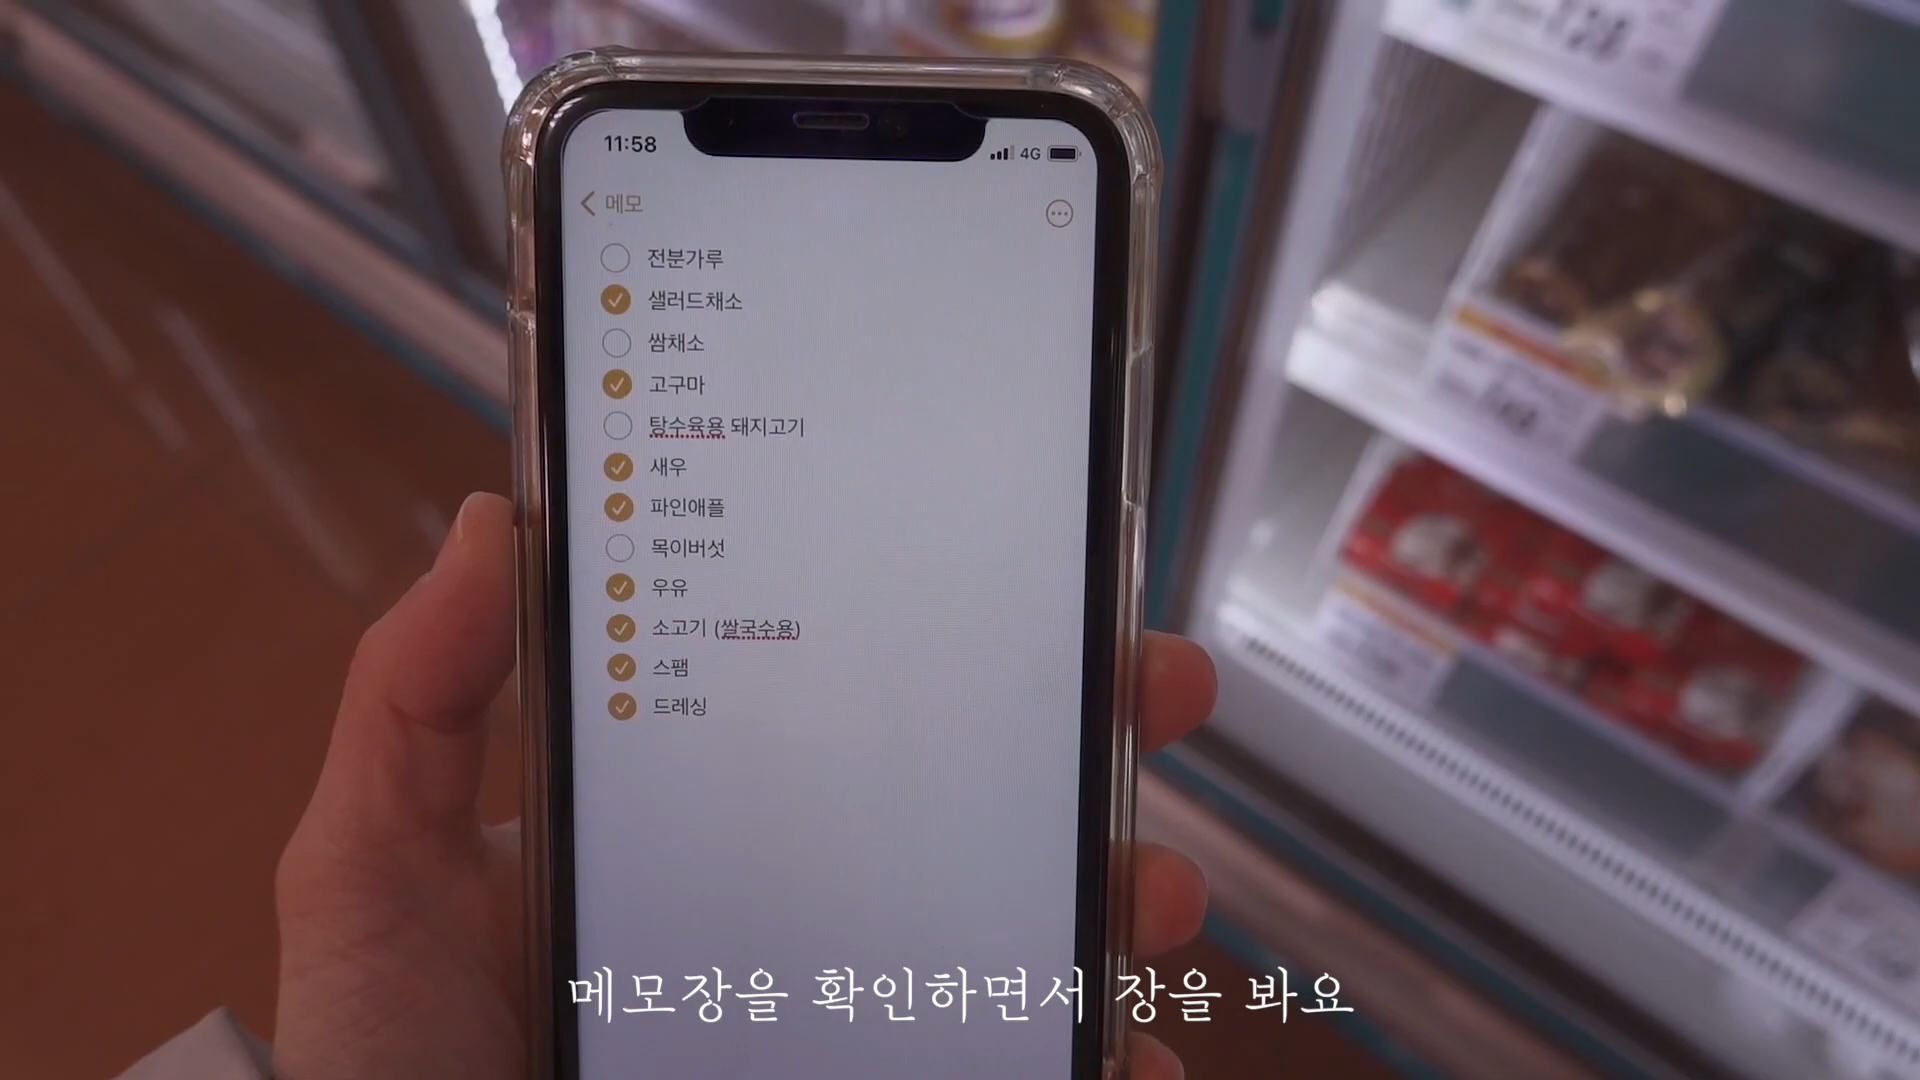 11:58
4G
메모
전분가루
샐러드채소
쌈채소
고구마
탕수육용 돼지고기
새우
파인애플
목이버섯
우유
소고기 (쌀국수용)
스팸
드레싱
메모장을 확인하면서 장을 봐요